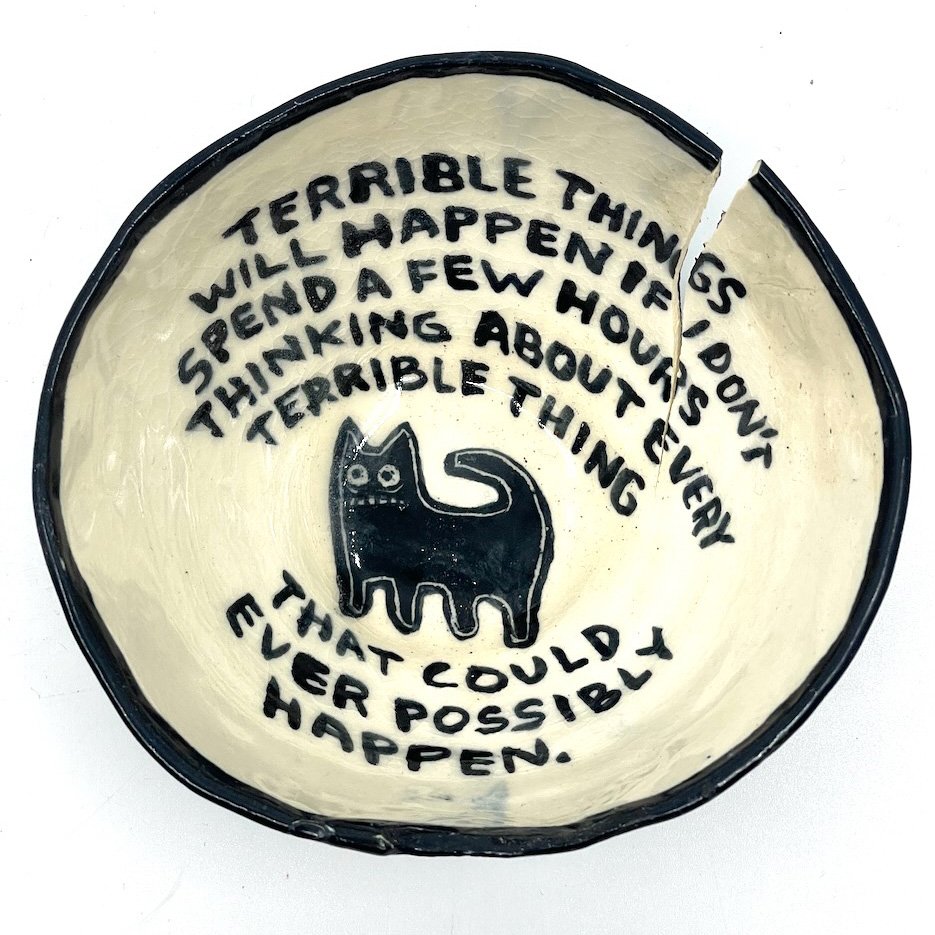 TERRIBLE THINGS
WILL HAPPEN IF I DON'T
SPEND A FEW HOURS
THINKING ABOUT EVERY
TERRIBLE THING
THAT COULD
EVER POSSIBLY
HAPPEN.